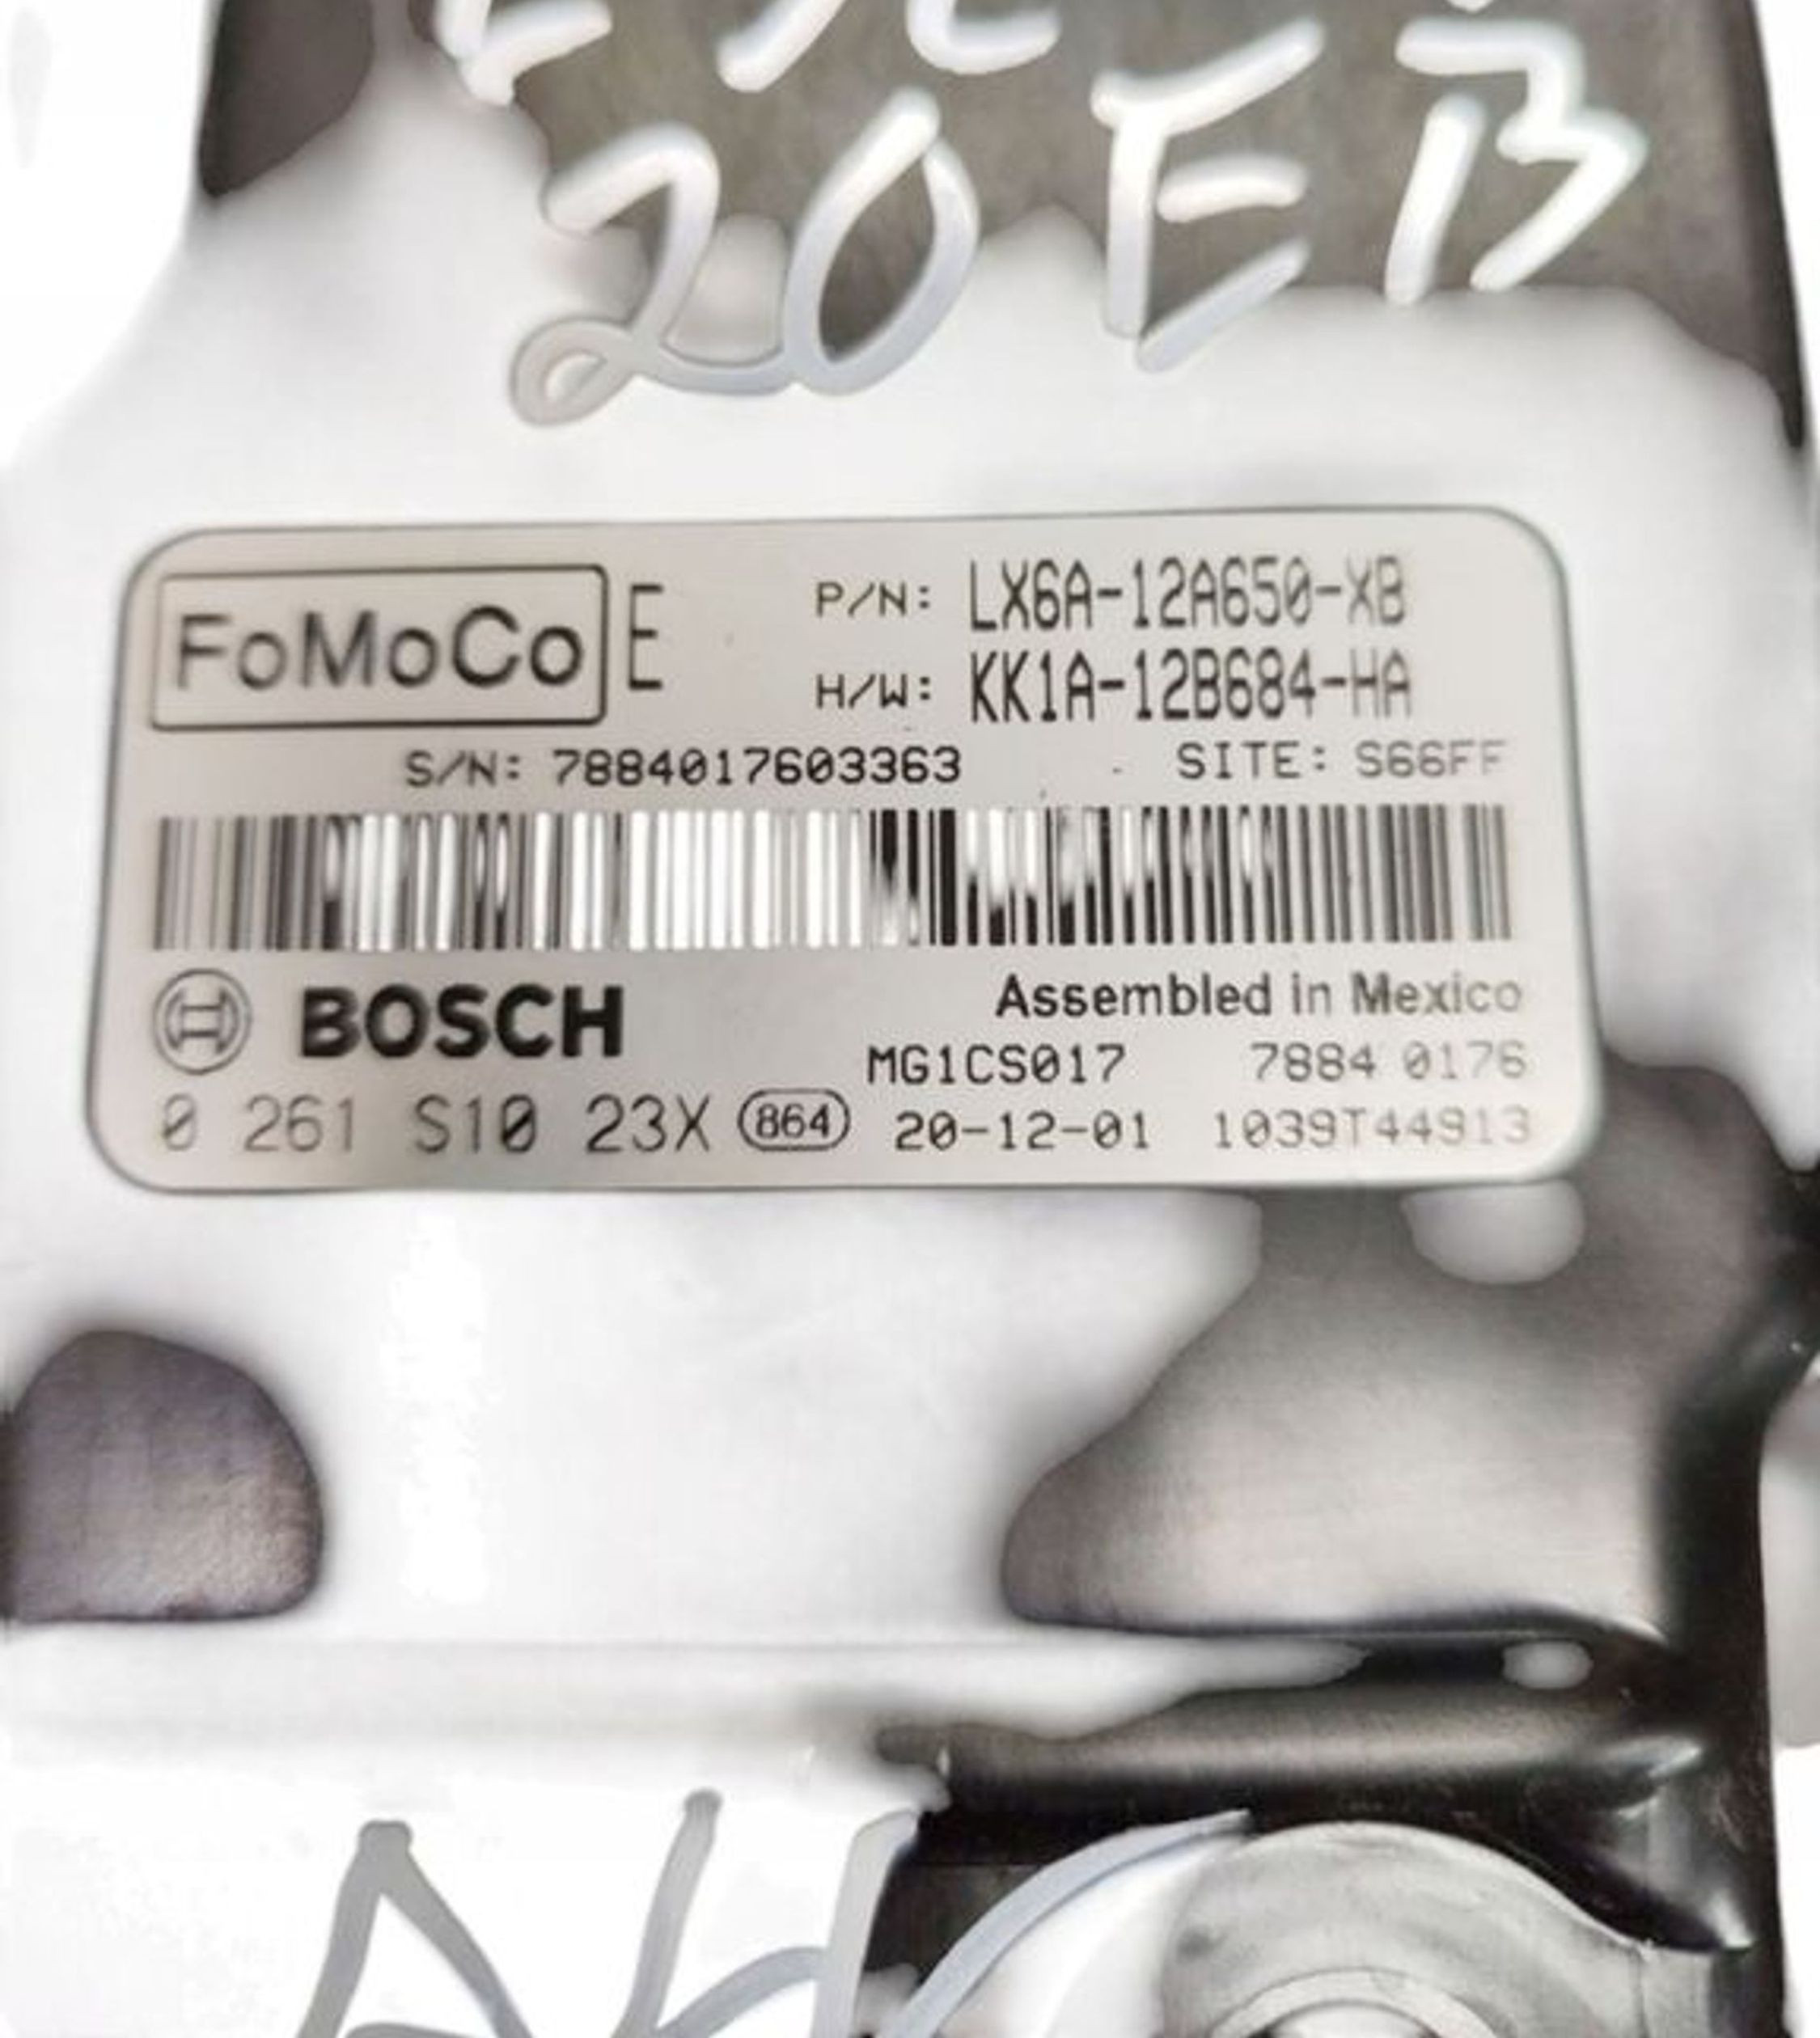 20 EB
FoMoCo E
P/N: LX6A-12A650-XB
H/W: KK1A-12B684-HA
S/N: 7884017603363 SITE: S66FF
BOSCH
Assembled in Mexico
MG1CS017 7884 0176
0 261 S10 23X 864 20-12-01 1039T44913